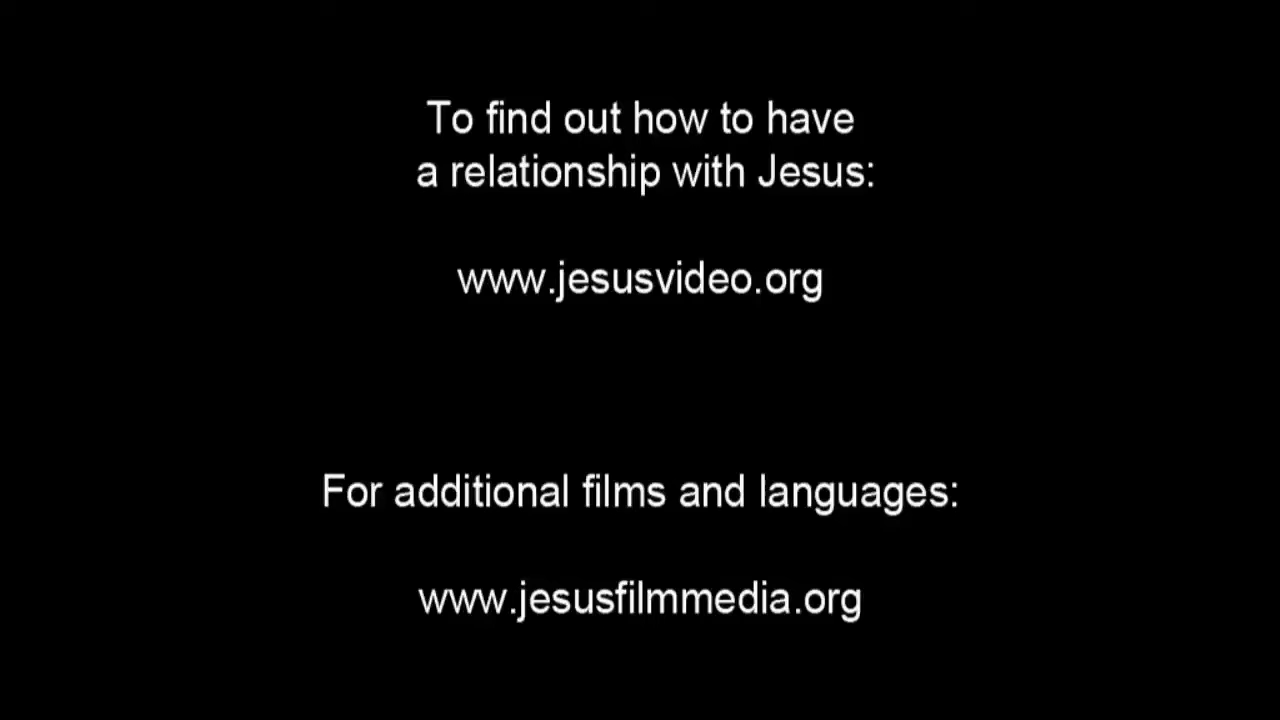 To find out how to have
a relationship with Jesus:
www.jesusvideo.org
For additional films and languages:
www.jesusfilmmedia.org